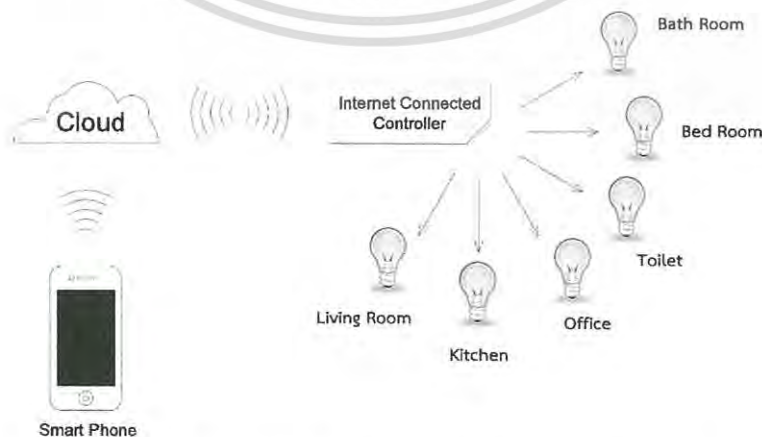 Bath Room
Cloud
Internet Connected
Controller
Bed Room
Toilet
Living Room
Office
Kitchen
Smart Phone